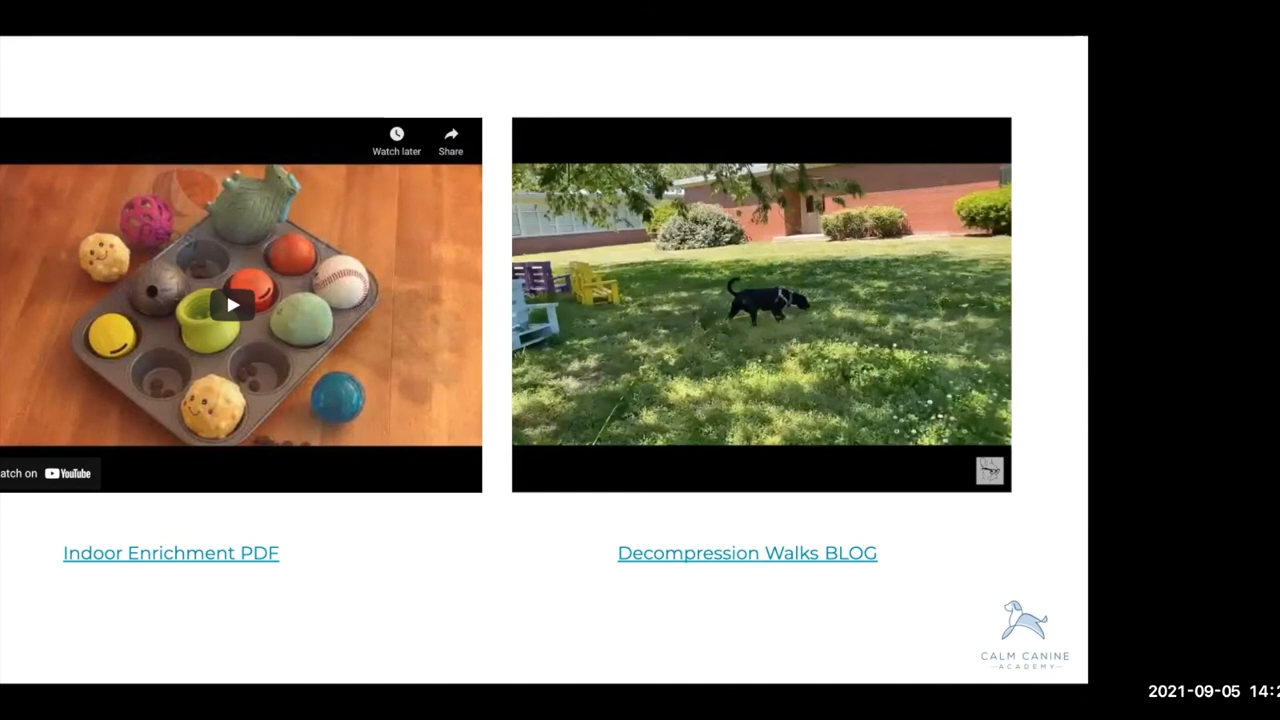 Watch later
Share
atch on YouTube
Indoor Enrichment PDF
Decompression Walks BLOG
CALM CANINE
ACADEMY
2021-09-05 14:2